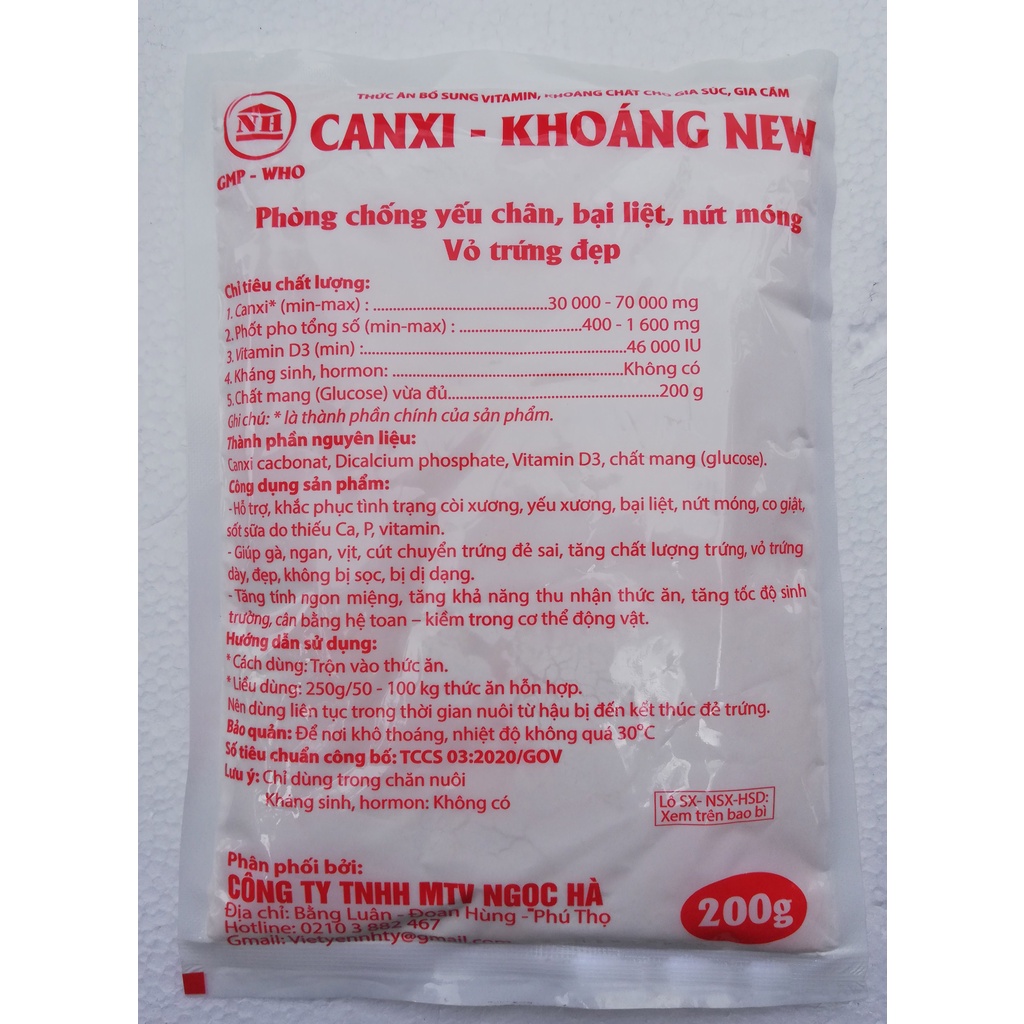 THỨC ĂN BỔ SUNG VITAMIN, KHOÁNG CHẤT CHO GIA SÚC, GIA CẦM
NH
CANXI - KHOÁNG NEW
GMP - WHO
Phòng chống yếu chân, bại liệt, nứt móng
Vỏ trứng đẹp
Chỉ tiêu chất lượng:
1. Canxi* (min-max) : ...............................................30 000 - 70 000 mg
2. Phốt pho tổng số (min-max) : ................................400 - 1 600 mg
3. Vitamin D3 (min) :......................................................................46 000 IU
4. Kháng sinh, hormon: ...............................................................Không có
5. Chất mang (Glucose) vừa đủ.........................................................200 g
Ghi chú: * là thành phần chính của sản phẩm.
Thành phần nguyên liệu:
Canxi cacbonat, Dicalcium phosphate, Vitamin D3, chất mang (glucose).
Công dụng sản phẩm:
- Hỗ trợ, khắc phục tình trạng còi xương, yếu xương, bại liệt, nứt móng, co giật,
sốt sữa do thiếu Ca, P, vitamin.
- Giúp gà, ngan, vịt, cút chuyển trứng đẻ sai, tăng chất lượng trứng, vỏ trứng
dày, đẹp, không bị sọc, bị dị dạng.
- Tăng tính ngon miệng, tăng khả năng thu nhận thức ăn, tăng tốc độ sinh
trưởng, cân bằng hệ toan – kiềm trong cơ thể động vật.
Hướng dẫn sử dụng:
* Cách dùng: Trộn vào thức ăn.
* Liều dùng: 250g/50 - 100 kg thức ăn hỗn hợp.
Nên dùng liên tục trong thời gian nuôi từ hậu bị đến kết thúc đẻ trứng.
Bảo quản: Để nơi khô thoáng, nhiệt độ không quá 30°C
Số tiêu chuẩn công bố: TCCS 03:2020/GOV
Lưu ý: Chỉ dùng trong chăn nuôi
Kháng sinh, hormon: Không có
Lô SX- NSX-HSD:
Xem trên bao bì
Phân phối bởi:
CÔNG TY TNHH MTV NGỌC HÀ
Địa chỉ: Bằng Luân - Đoan Hùng - Phú Thọ
Hotline: 0210 3 882 467
Gmail: Vietyennhty@gmail.com
200g